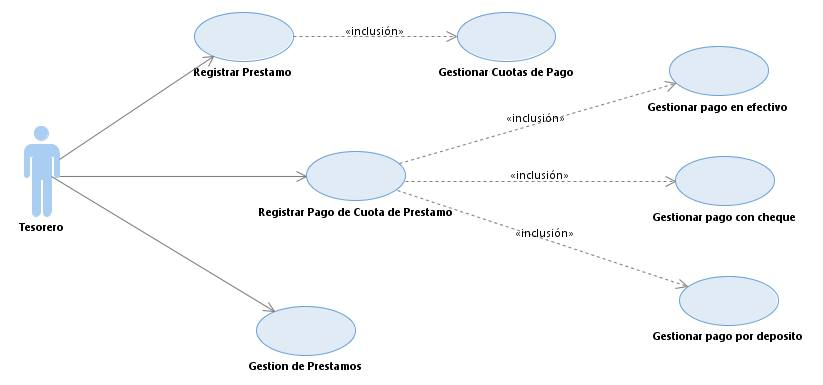 «inclusión»
Registrar Prestamo
Gestionar Cuotas de Pago
Gestionar pago en efectivo
«inclusión»
«inclusión»
Tesorero
Registrar Pago de Cuota de Prestamo
Gestionar pago con cheque
«inclusión»
Gestionar pago por deposito
Gestion de Prestamos